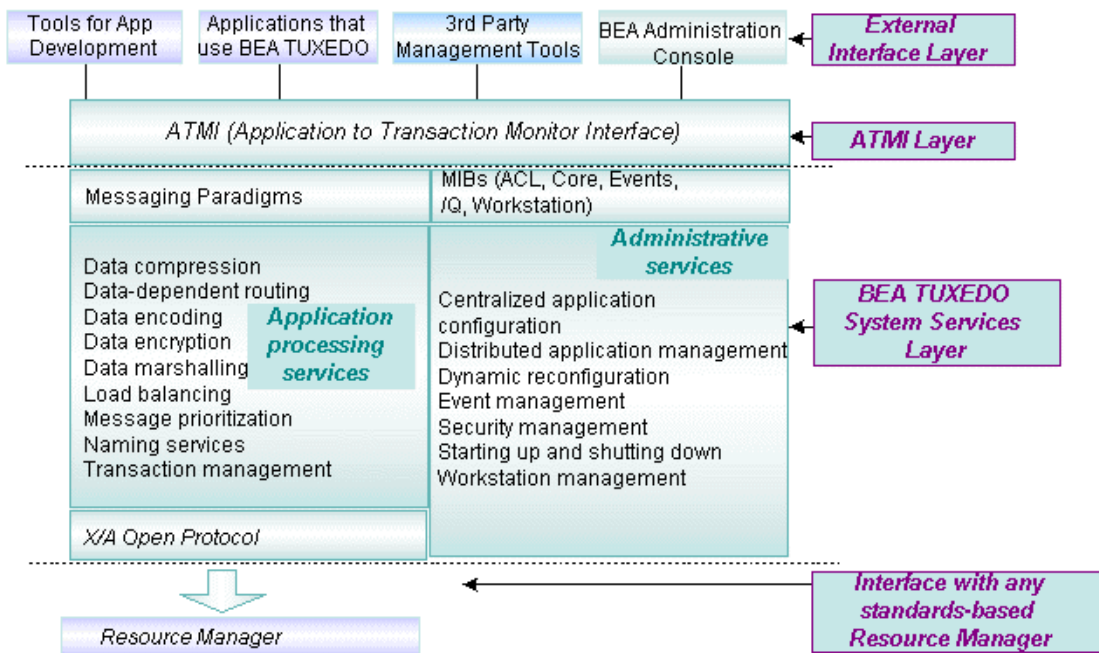 Tools for App
Development
Applications that
use BEA TUXEDO
3rd Party
Management Tools
BEA Administration
Console
External
Interface Layer
ATMI (Application to Transaction Monitor Interface)
ATMI Layer
Messaging Paradigms
MIBs (ACL, Core, Events,
/Q, Workstation)
Data compression
Data-dependent routing
Data encoding
Data encryption
Data marshalling
Load balancing
Message prioritization
Naming services
Transaction management
Application
processing
services
Administrative
services
Centralized application
configuration
Distributed application management
Dynamic reconfiguration
Event management
Security management
Starting up and shutting down
Workstation management
BEA TUXEDO
System Services
Layer
X/A Open Protocol
Interface with any
standards-based
Resource Manager
Resource Manager